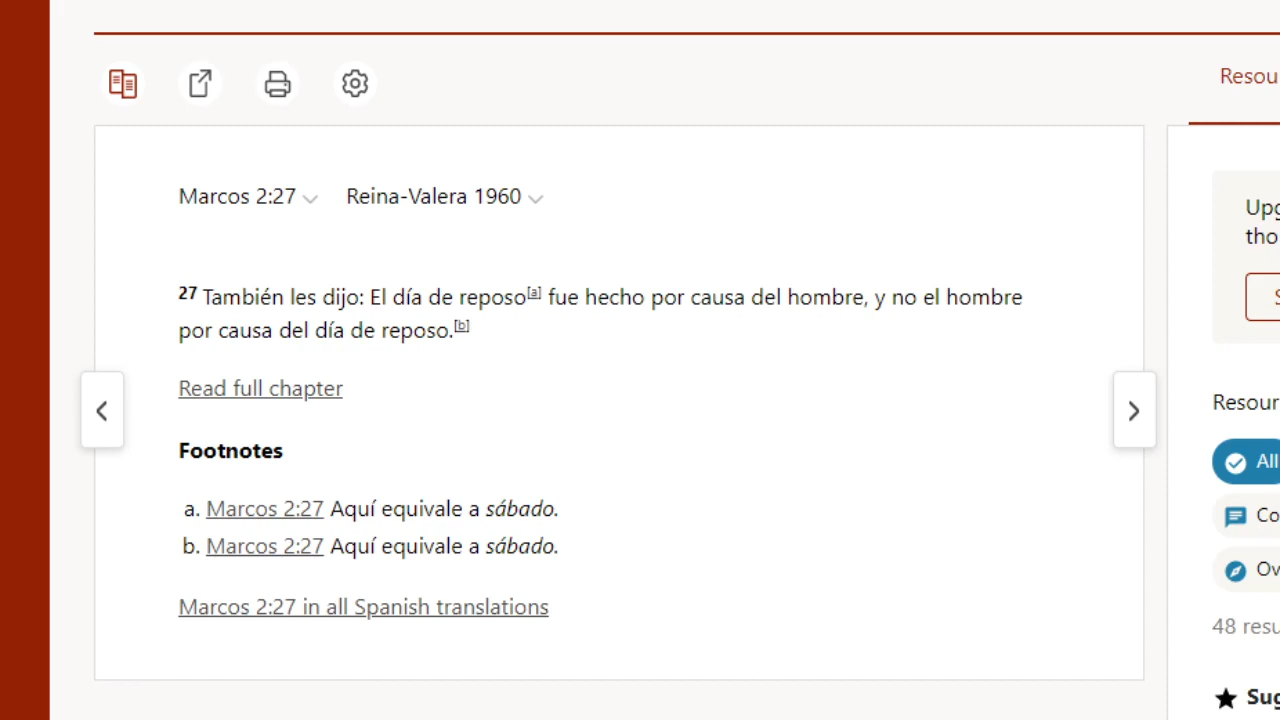 Resou
Marcos 2:27 Reina-Valera 1960
27 También les dijo: El día de reposo[a] fue hecho por causa del hombre, y no el hombre
por causa del día de reposo.[b]
Read full chapter
Footnotes
a. Marcos 2:27 Aquí equivale a sábado.
b. Marcos 2:27 Aquí equivale a sábado.
Marcos 2:27 in all Spanish translations
Upg
tho
S
Resour
All
Co
Ov
48 resu
Sug